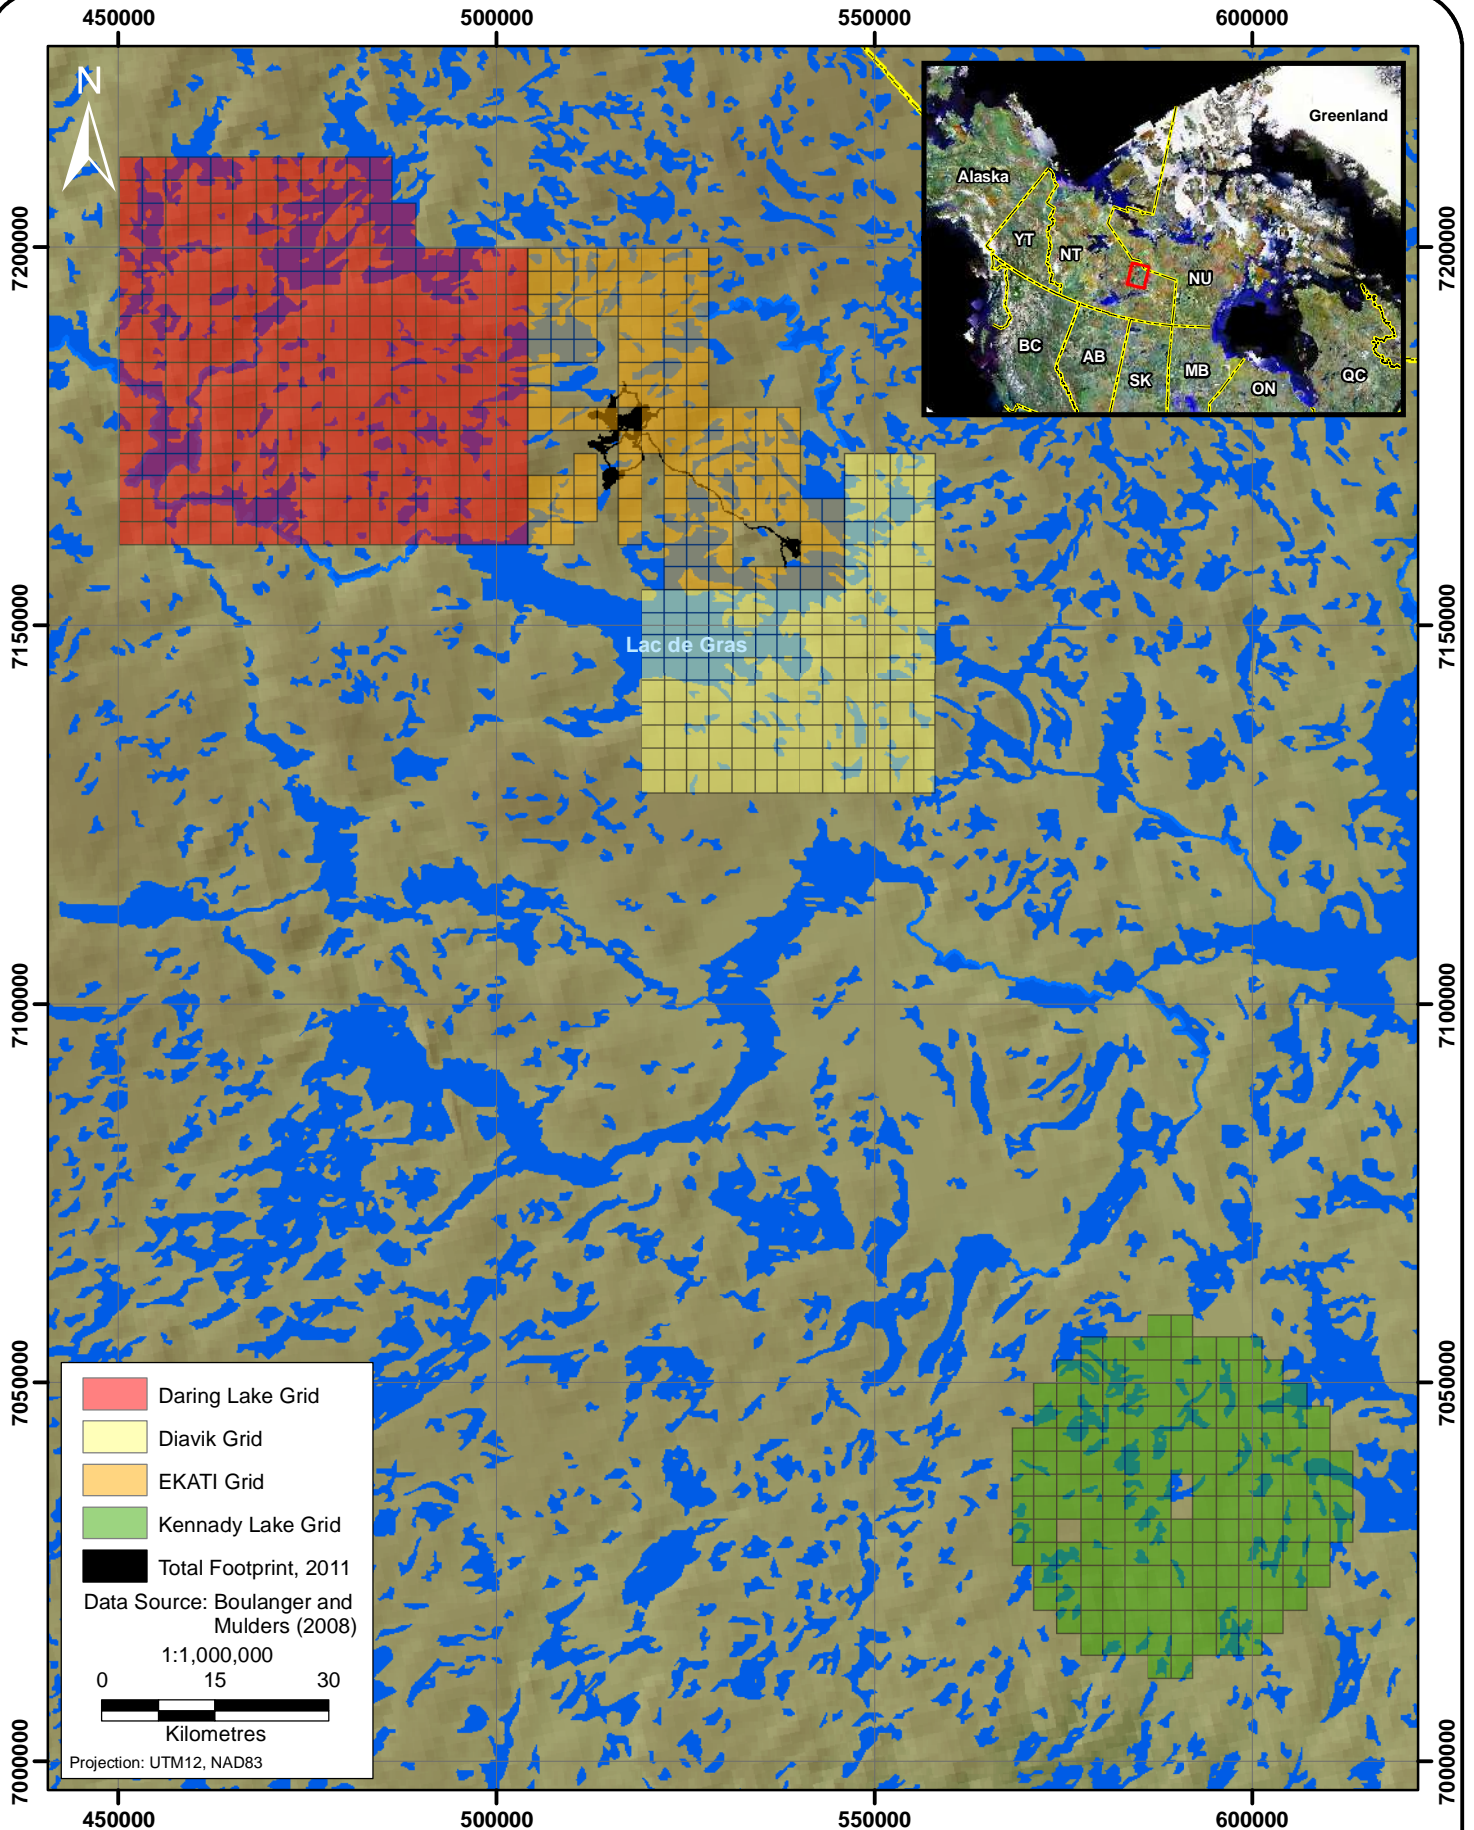 450000 500000 550000 600000
N
Greenland
Alaska
YT
NT
NU
BC
AB
SK
MB
ON
QC
7200000 7200000
7150000 7150000
Lac de Gras
7100000 7100000
7050000 7050000
7000000 7000000
Daring Lake Grid
Diavik Grid
EKATI Grid
Kennady Lake Grid
Total Footprint, 2011
Data Source: Boulanger and
Mulders (2008)
1:1,000,000
0 15 30
Kilometres
Projection: UTM12, NAD83
450000 500000 550000 600000